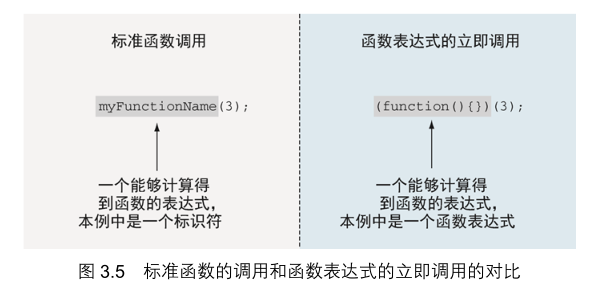 标准函数调用
myFunctionName(3);
一个能够计算得
到函数的表达式，
本例中是一个标识符
函数表达式的立即调用
(function(){})(3);
一个能够计算得
到函数的表达式，
本例中是一个函数表达式
图 3.5 标准函数的调用和函数表达式的立即调用的对比